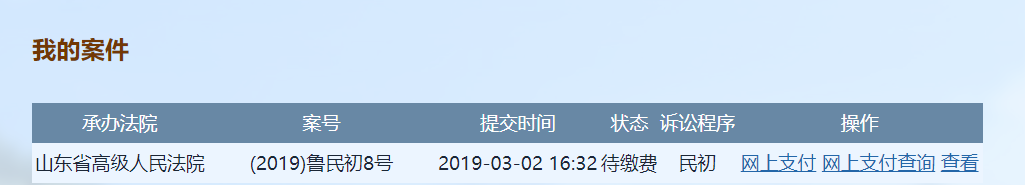 我的案件
承办法院 案号 提交时间 状态 诉讼程序 操作
山东省高级人民法院 (2019)鲁民初8号 2019-03-02 16:32 待缴费 民初 网上支付 网上支付查询 查看